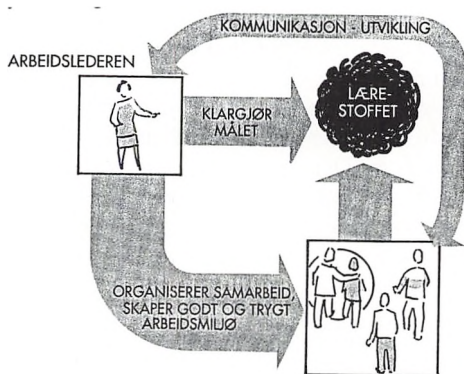 KOMMUNIKASJON - UTVIKLING
ARBEIDSLEDEREN
KLARGJØR
MÅLET
LÆRE-
STOFFET
ORGANISERER SAMARBEID,
SKAPER GODT OG TRYGT
ARBEIDSMILJØ